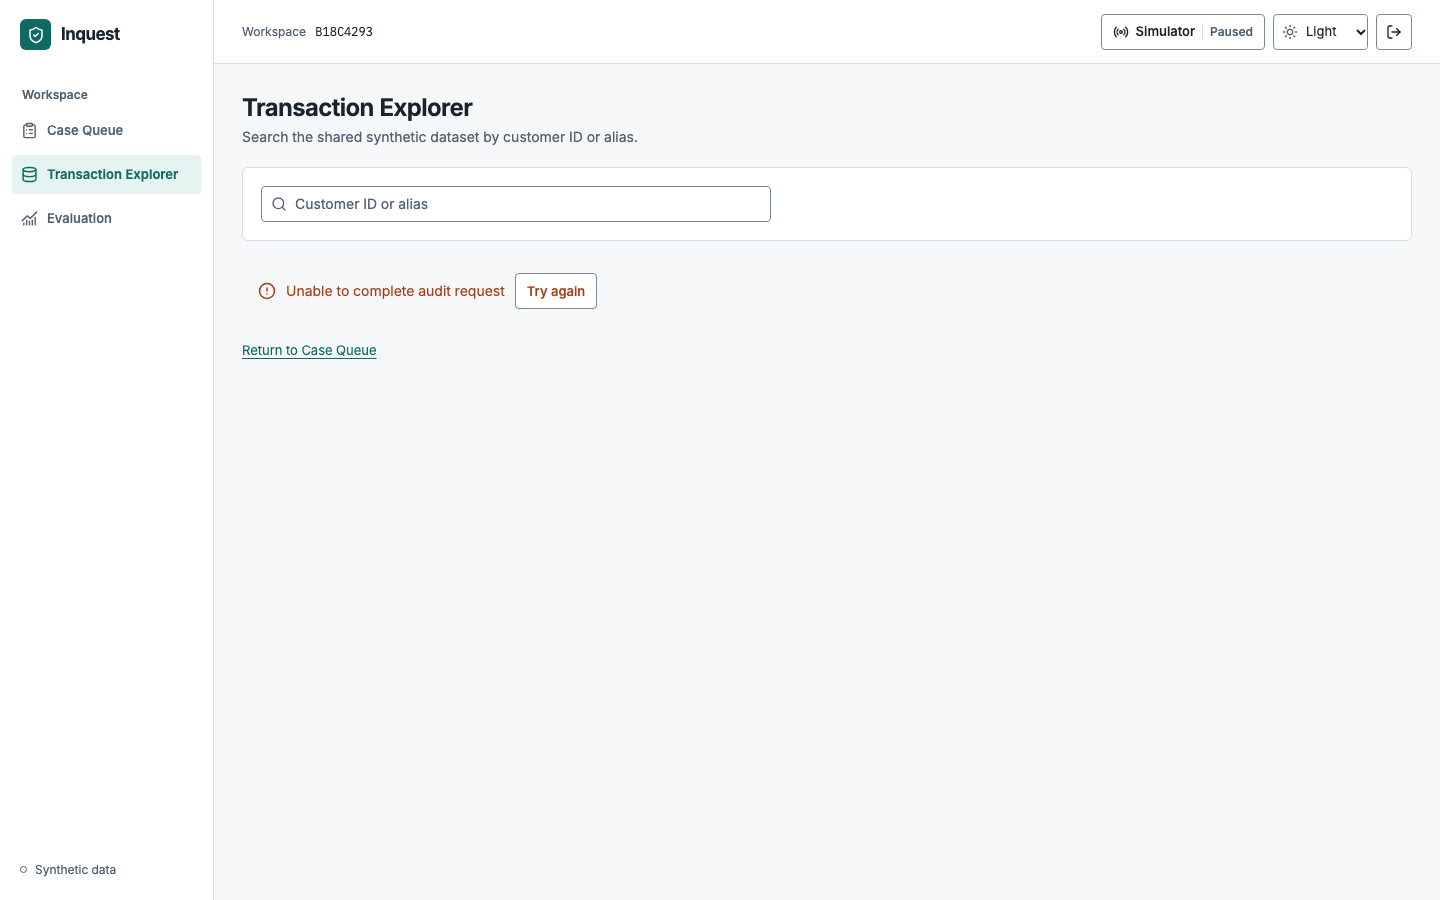 Inquest
Workspace B18C4293
Simulator Paused
Light
Workspace
Case Queue
Transaction Explorer
Evaluation
Transaction Explorer
Search the shared synthetic dataset by customer ID or alias.
Customer ID or alias
Unable to complete audit request Try again
Return to Case Queue
Synthetic data